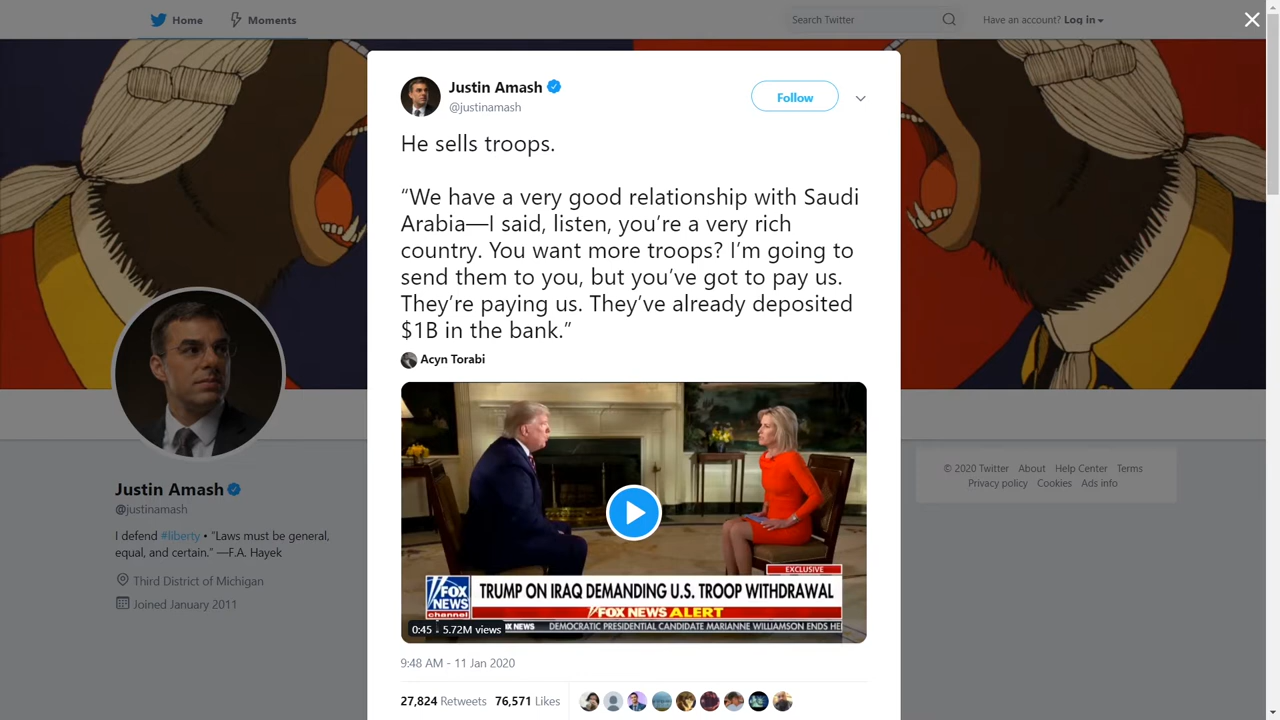 Home
Moments
Search Twitter
Have an account? Log in
Justin Amash
@justinamash
Follow
He sells troops.
“We have a very good relationship with Saudi
Arabia—I said, listen, you’re a very rich
country. You want more troops? I’m going to
send them to you, but you’ve got to pay us.
They’re paying us. They’ve already deposited
$1B in the bank.”
Acyn Torabi
EXCLUSIVE
FOX
NEWS
channel
TRUMP ON IRAQ DEMANDING U.S. TROOP WITHDRAWAL
FOX NEWS ALERT
0:45 · 5.72M views
NEWS DEMOCRATIC PRESIDENTIAL CANDIDATE MARIANNE WILLIAMSON ENDS HE
9:48 AM - 11 Jan 2020
27,824 Retweets 76,571 Likes
Justin Amash
@justinamash
I defend #liberty • “Laws must be general,
equal, and certain.” —F.A. Hayek
Third District of Michigan
Joined January 2011
© 2020 Twitter About Help Center Terms
Privacy policy Cookies Ads info